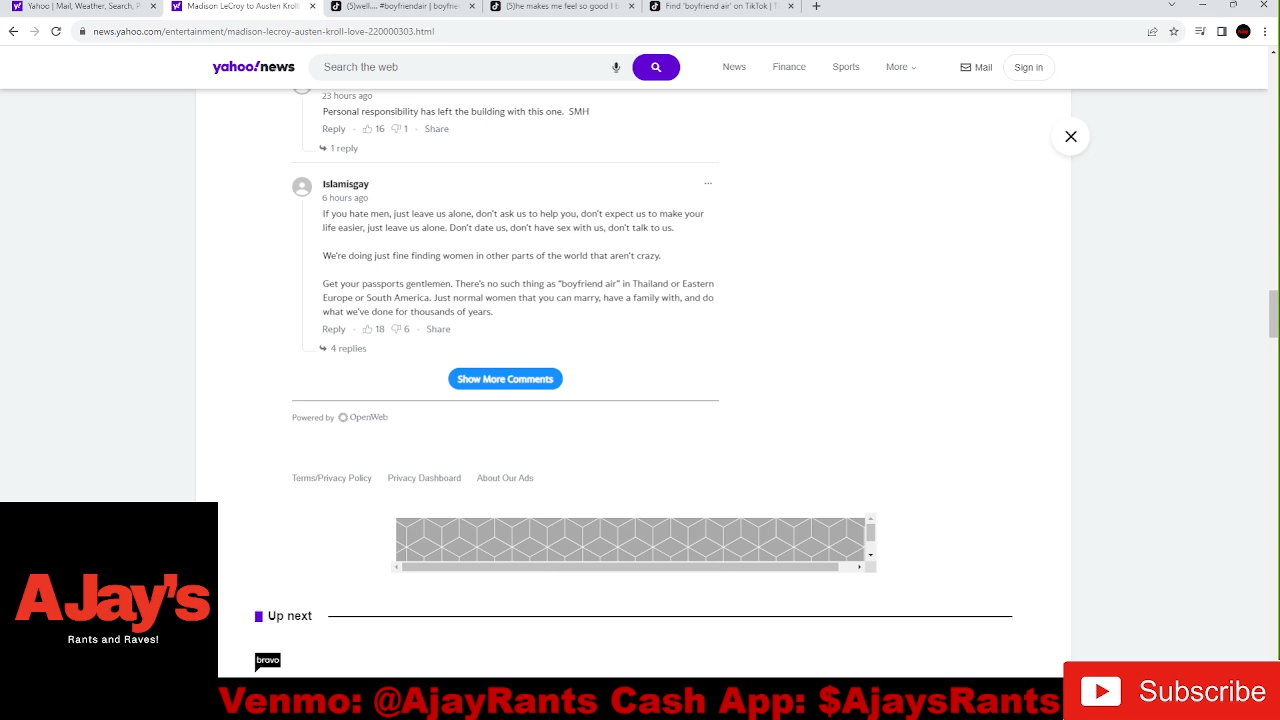 Yahoo | Mail, Weather, Search, P
Madison LeCroy to Austen Kroll
(5)well.... #boyfriendair | boyfrie
(5)he makes me feel so good I b
Find 'boyfriend air' on TikTok | T
news.yahoo.com/entertainment/madison-lecroy-austen-kroll-love-220000303.html
yahoo!news
Search the web
News
Finance
Sports
More
Mail
Sign in
23 hours ago
Personal responsibility has left the building with this one. SMH
Reply · 16 1 · Share
1 reply
Islamisgay
6 hours ago
If you hate men, just leave us alone, don't ask us to help you, don't expect us to make your
life easier, just leave us alone. Don't date us, don't have sex with us, don't talk to us.
We're doing just fine finding women in other parts of the world that aren't crazy.
Get your passports gentlemen. There's no such thing as "boyfriend air" in Thailand or Eastern
Europe or South America. Just normal women that you can marry, have a family with, and do
what we've done for thousands of years.
Reply · 18 6 · Share
4 replies
Show More Comments
Powered by OpenWeb
Terms/Privacy Policy
Privacy Dashboard
About Our Ads
Up next
bravo
AJay's
Rants and Raves!
Venmo: @AjayRants Cash App: $AjaysRants
Subscribe